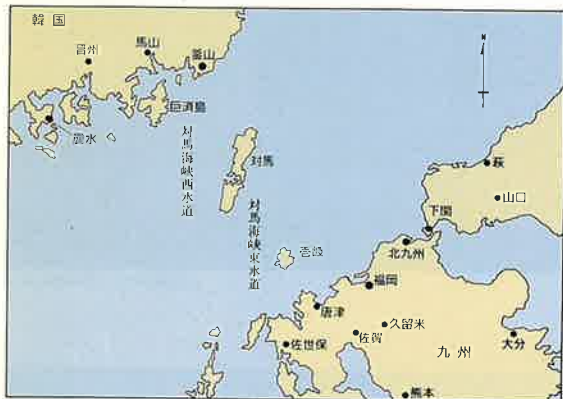 韓国
晋州
馬山
釜山
N
巨済島
麗水
対馬海峡西水道
対馬
対馬海峡東水道
壱岐
萩
山口
下関
北九州
福岡
唐津
久留米
佐賀
佐世保
九州
大分
熊本